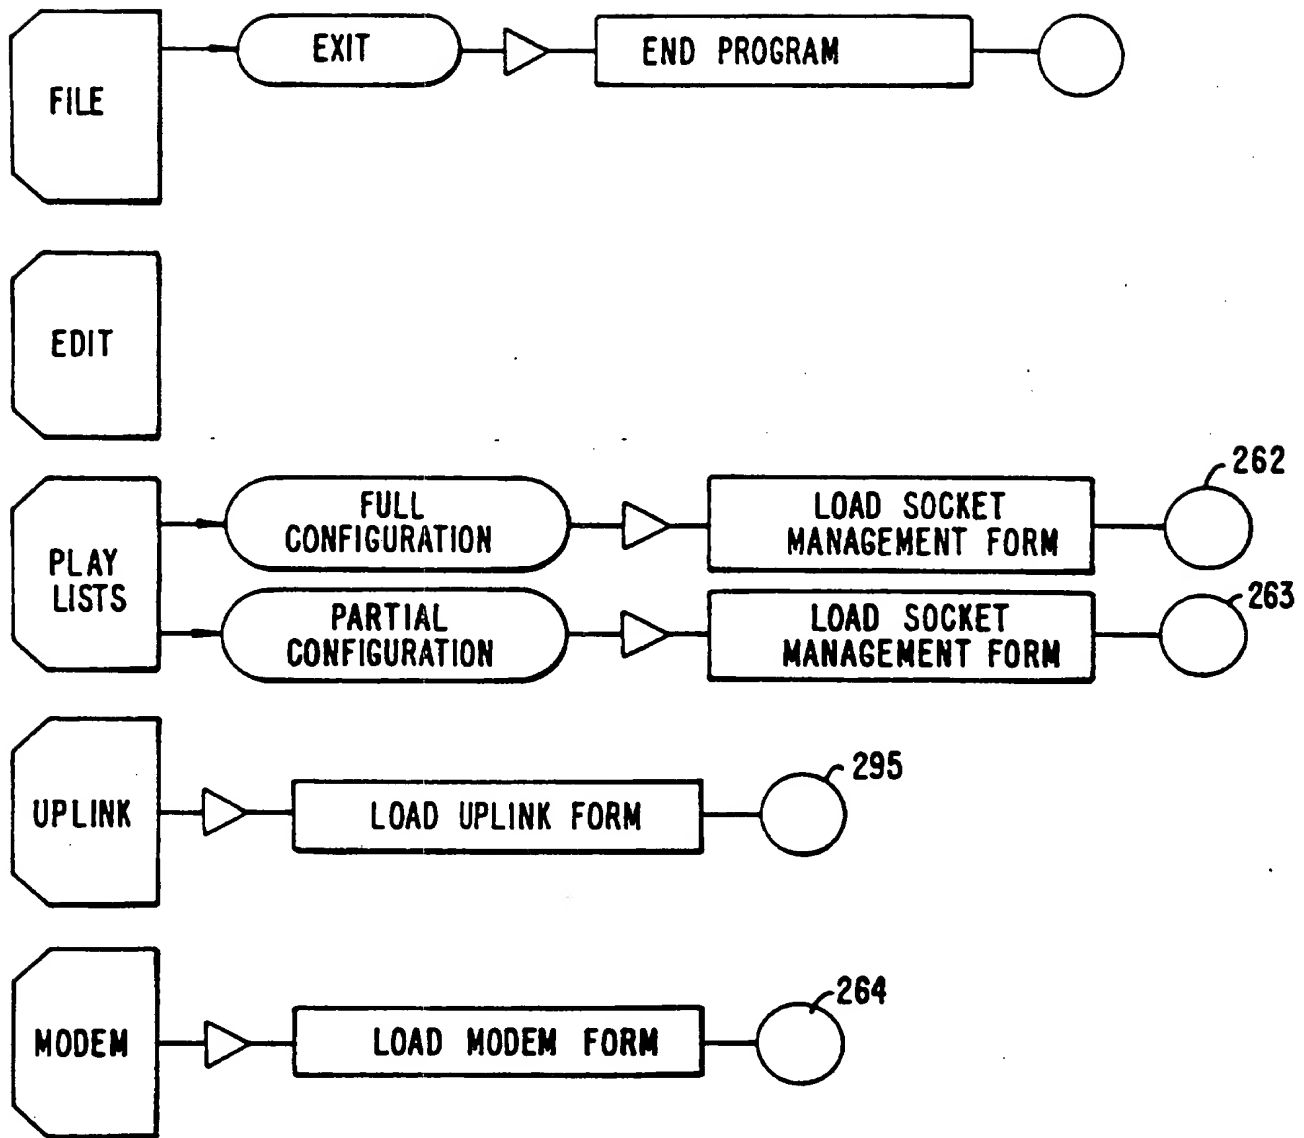 FILE
EXIT
END PROGRAM
EDIT
PLAY
LISTS
FULL
CONFIGURATION
LOAD SOCKET
MANAGEMENT FORM
262
PARTIAL
CONFIGURATION
LOAD SOCKET
MANAGEMENT FORM
263
UPLINK
LOAD UPLINK FORM
295
MODEM
LOAD MODEM FORM
264